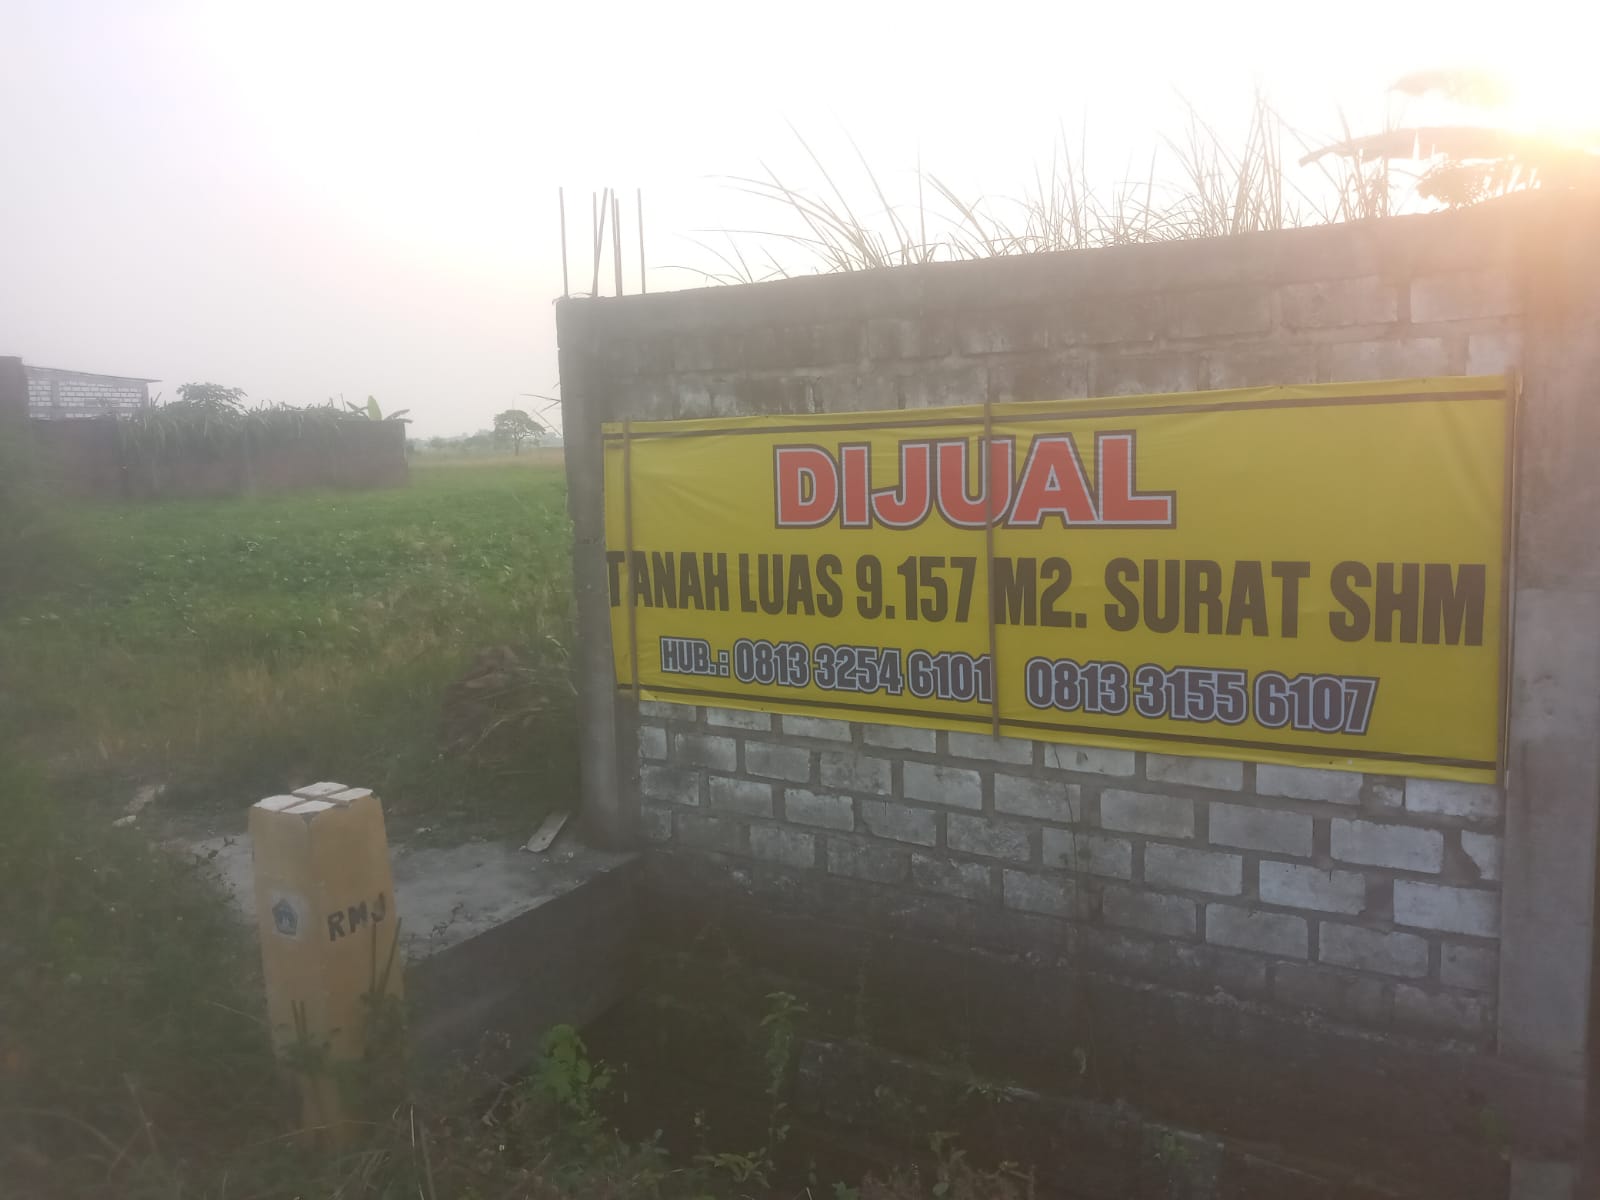 DIJUAL
TANAH LUAS 9.157 M2. SURAT SHM
HUB. : 0813 3254 6101 0813 3155 6107
RMJ